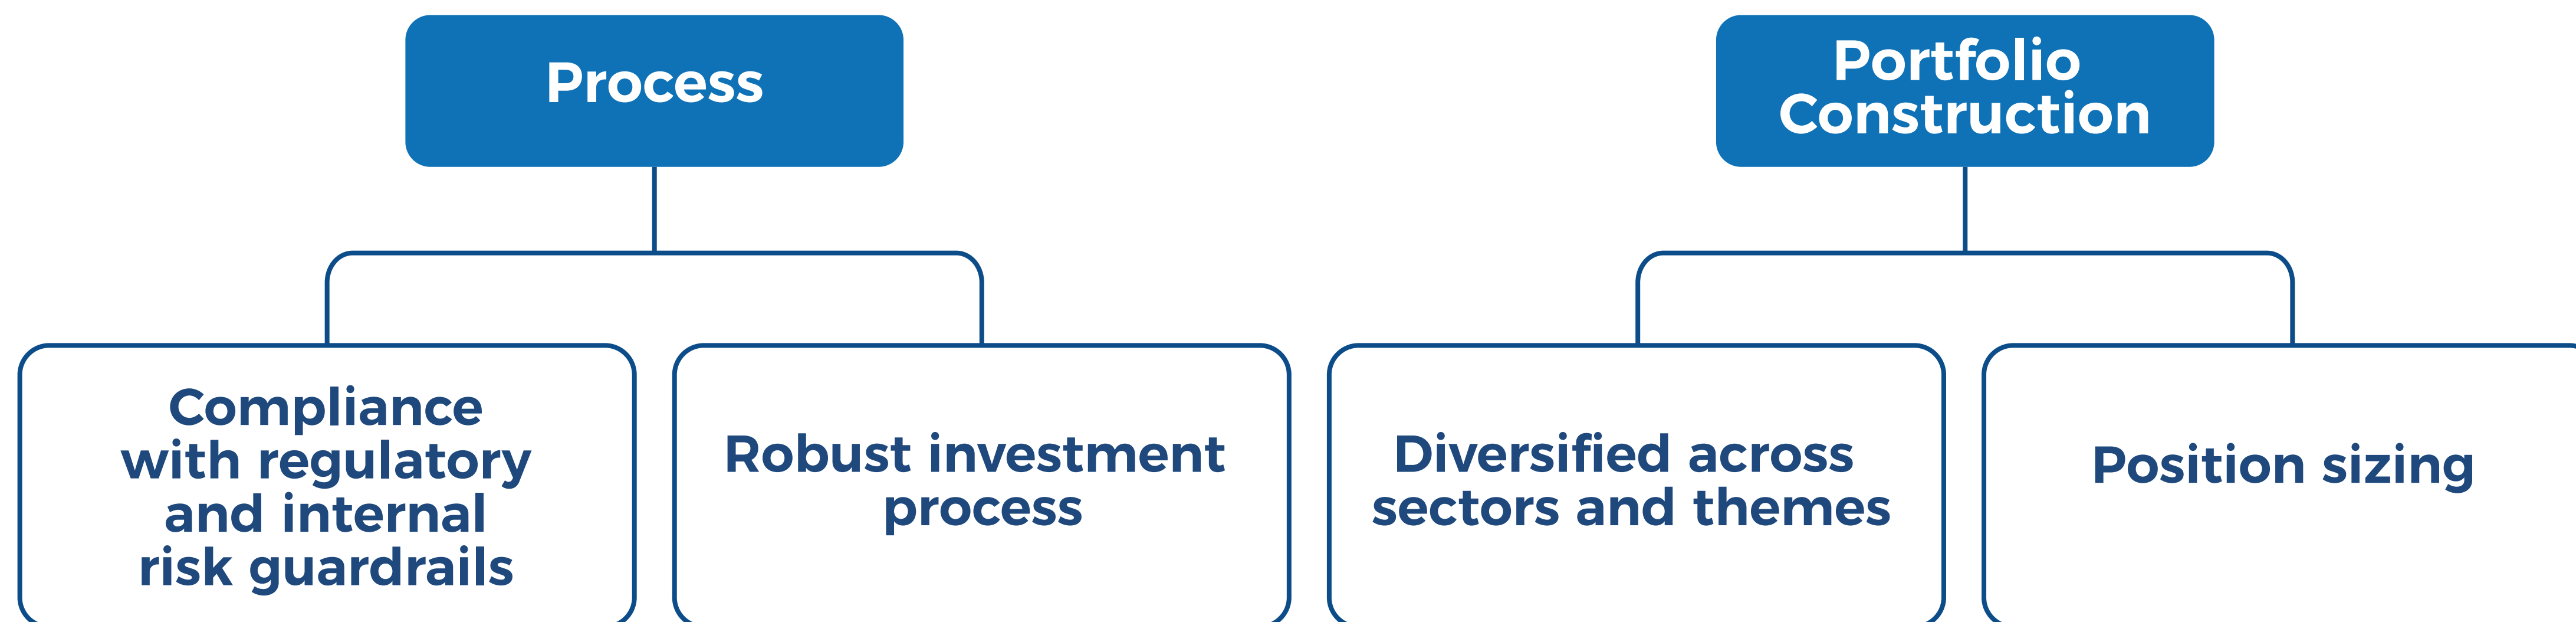 Process
Portfolio
Construction
Compliance
with regulatory
and internal
risk guardrails
Robust investment
process
Diversified across
sectors and themes
Position sizing